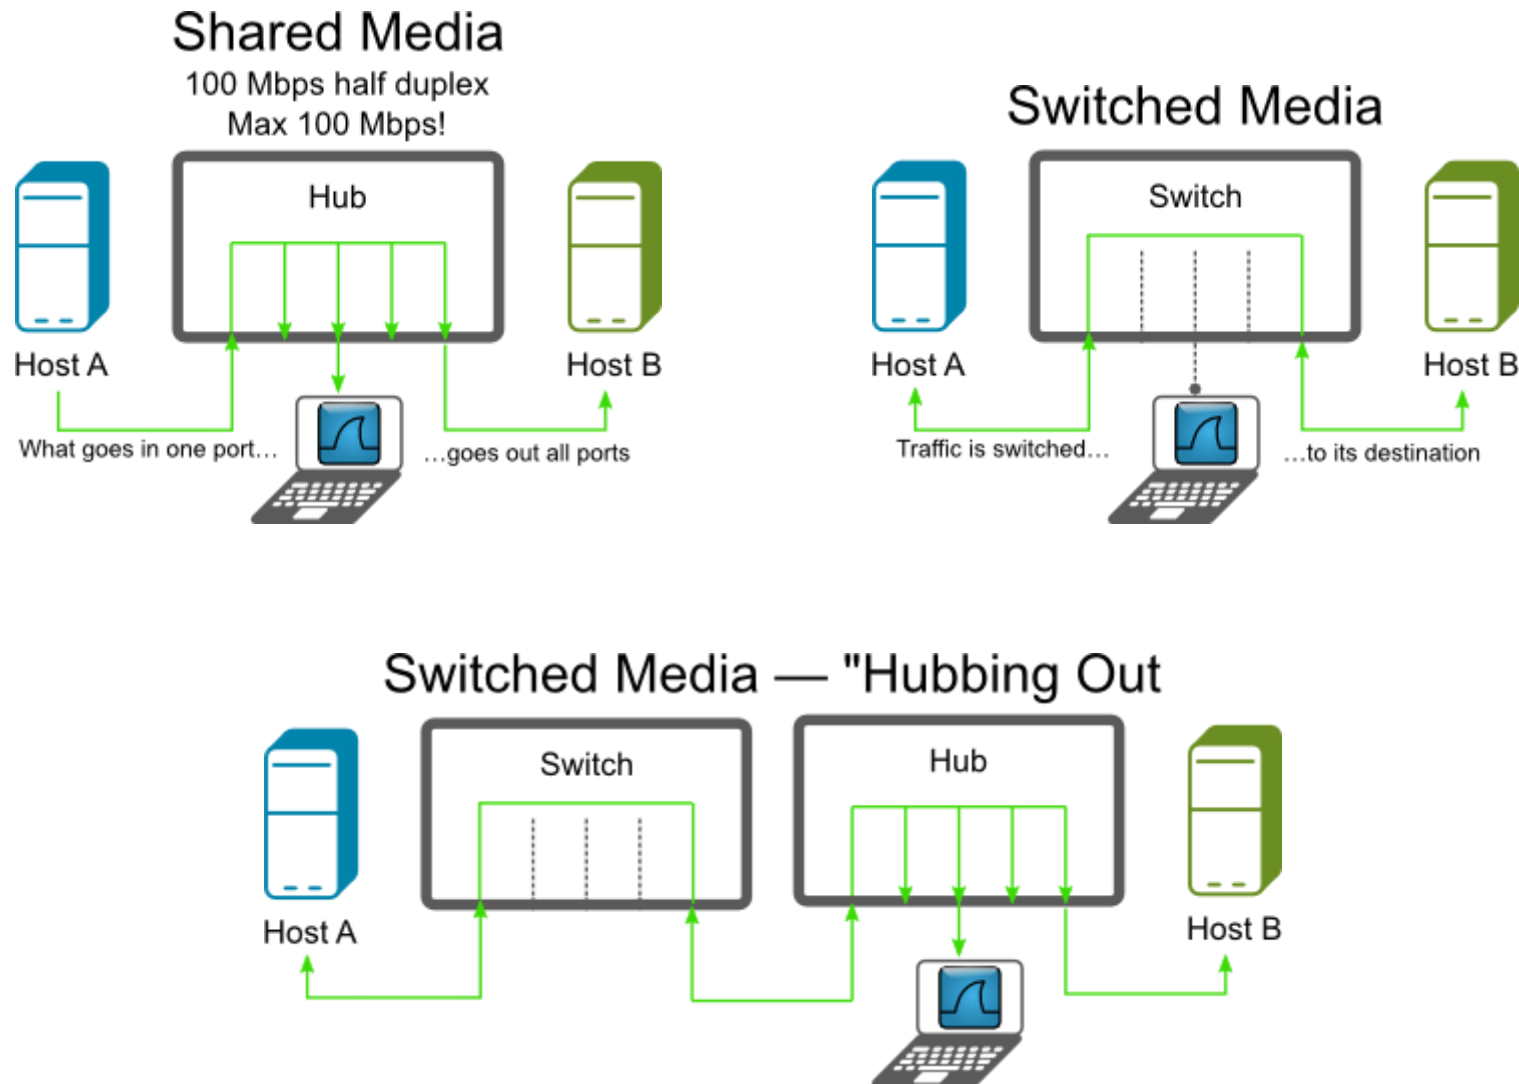 Shared Media
100 Mbps half duplex
Max 100 Mbps!
Hub
Host A
Host B
What goes in one port…
…goes out all ports
Switched Media
Switch
Host A
Host B
Traffic is switched…
…to its destination
Switched Media — "Hubbing Out
Switch
Hub
Host A
Host B